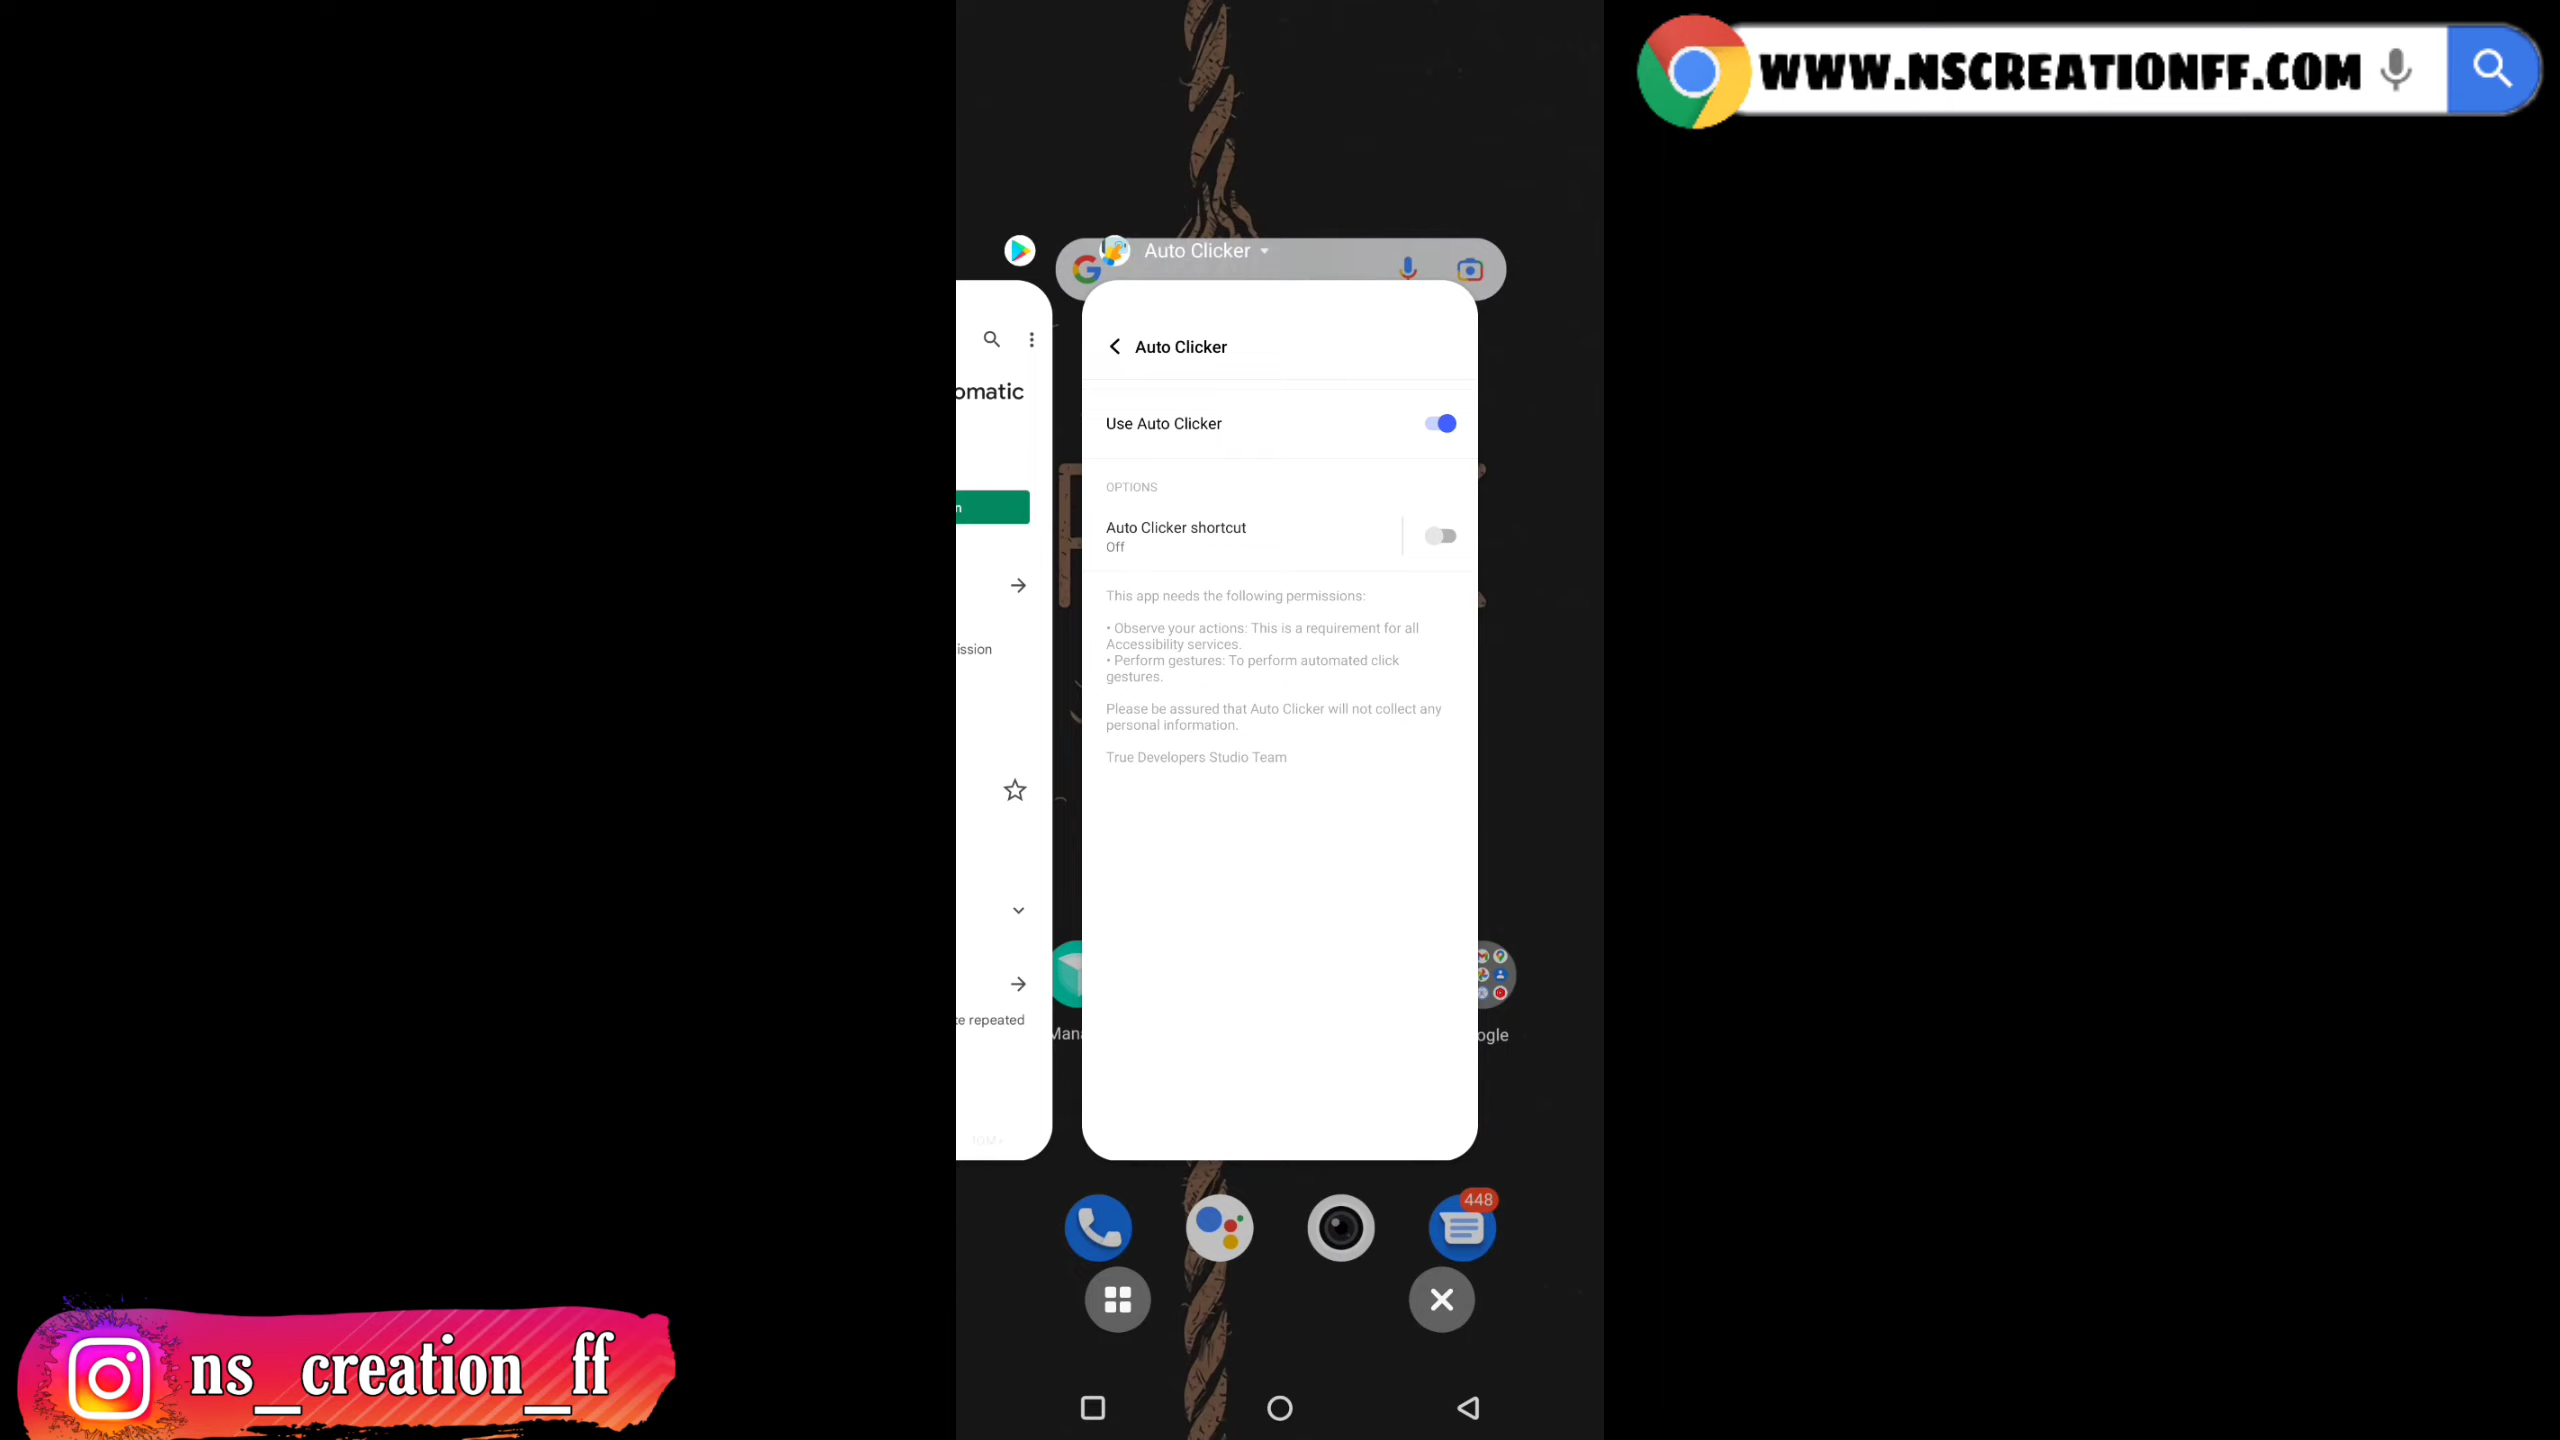 WWW.NSCREATIONFF.COM
Auto Clicker
omatic
n
ission
te repeated
10M+
Auto Clicker
Use Auto Clicker
OPTIONS
Auto Clicker shortcut
Off
This app needs the following permissions:
• Observe your actions: This is a requirement for all
Accessibility services.
• Perform gestures: To perform automated click
gestures.
Please be assured that Auto Clicker will not collect any
personal information.
True Developers Studio Team
Mana
ogle
448
ns_creation_ff